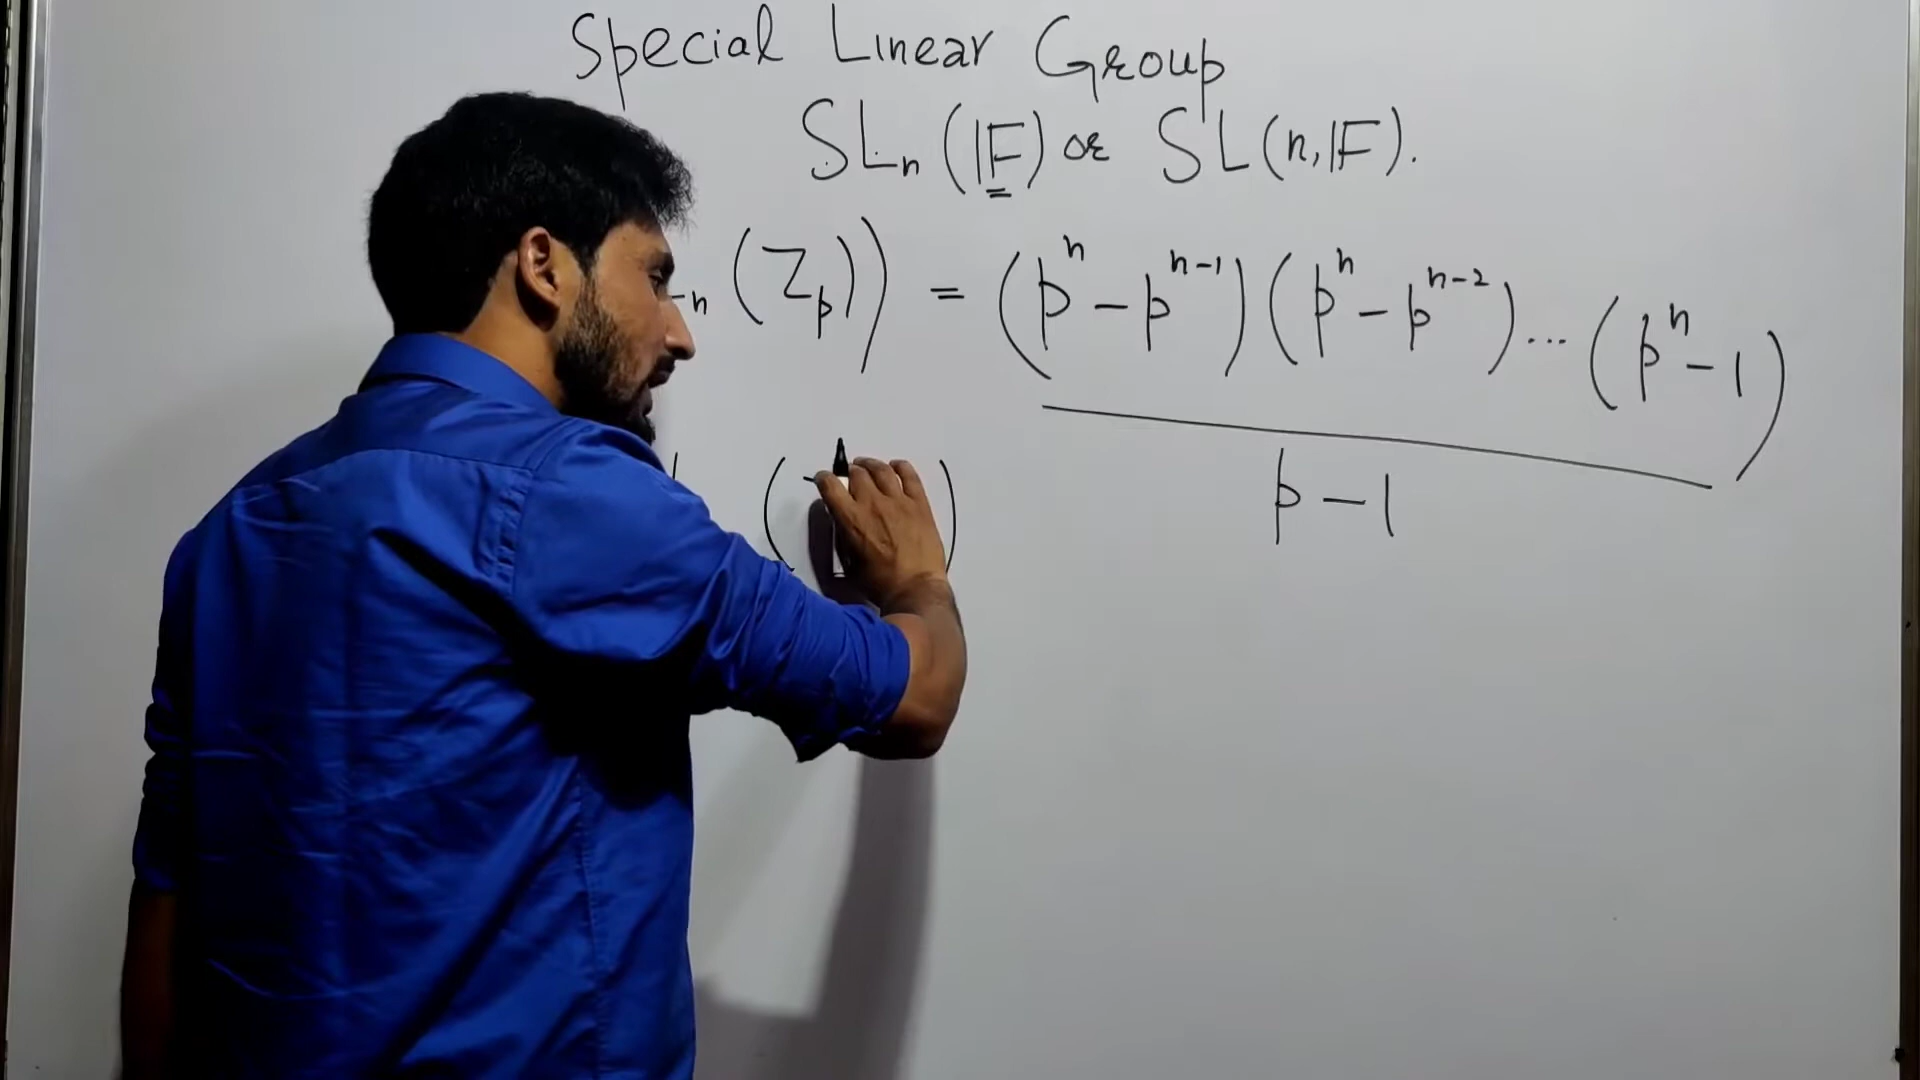 Special Linear Group
SLn (𝔽) or SL(n,𝔽).
n (Zp)) = (p^n - p^n-1)(p^n - p^n-2)...(p^n - 1)
p - 1
( )